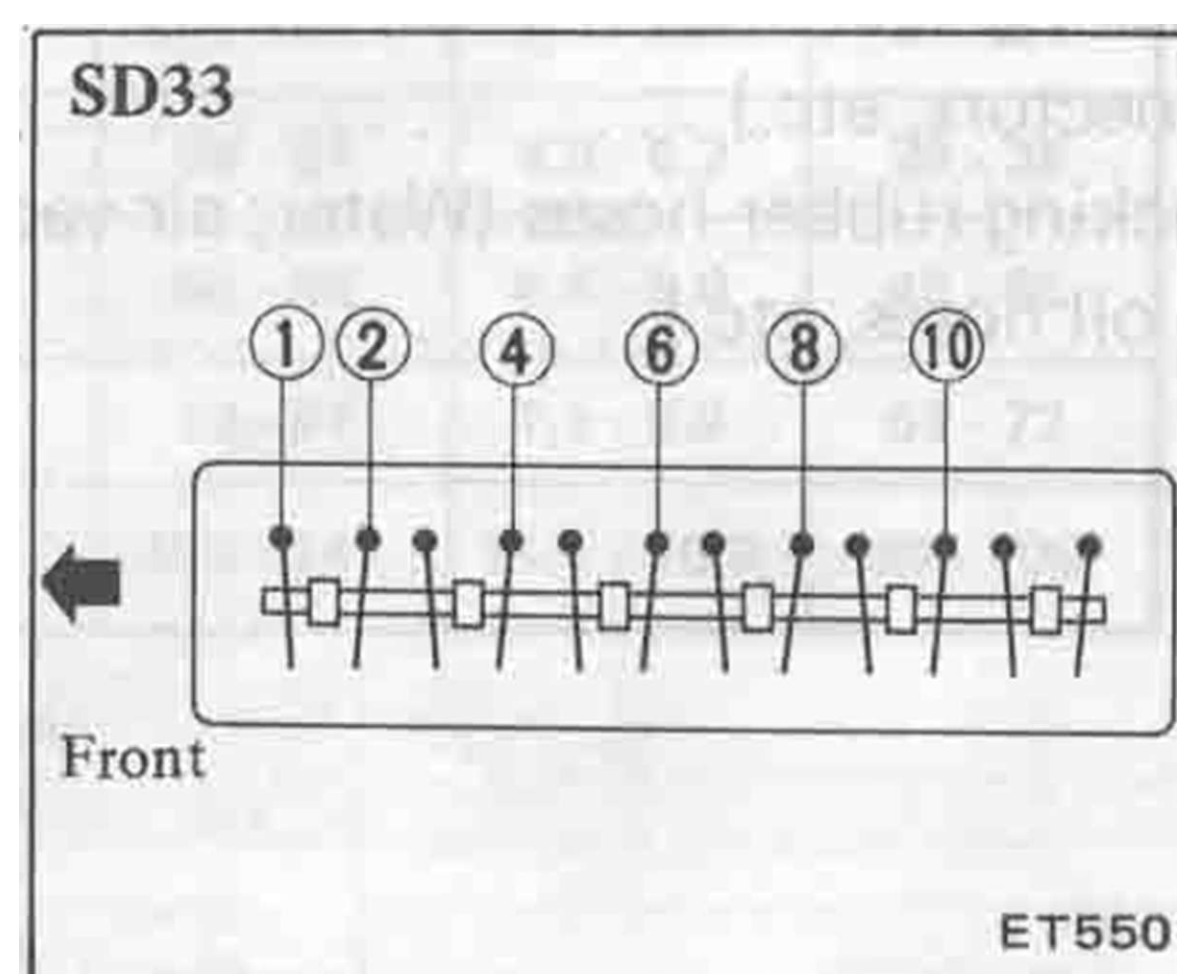 SD33
① ② ④ ⑥ ⑧ ⑩
Front
ET550